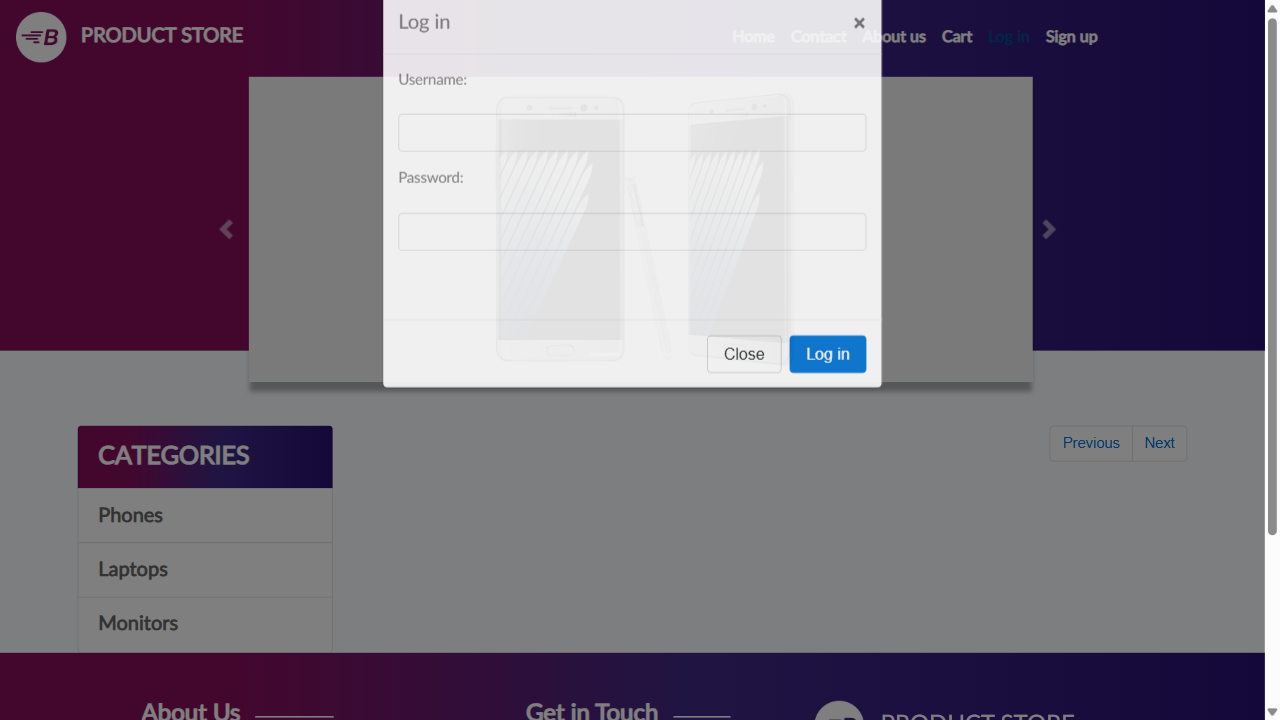 B PRODUCT STORE
Log in ×
Home Contact About us Cart Log in Sign up
Username:
Password:
Close Log in
CATEGORIES
Previous Next
Phones
Laptops
Monitors
About Us Get in Touch B PRODUCT STORE